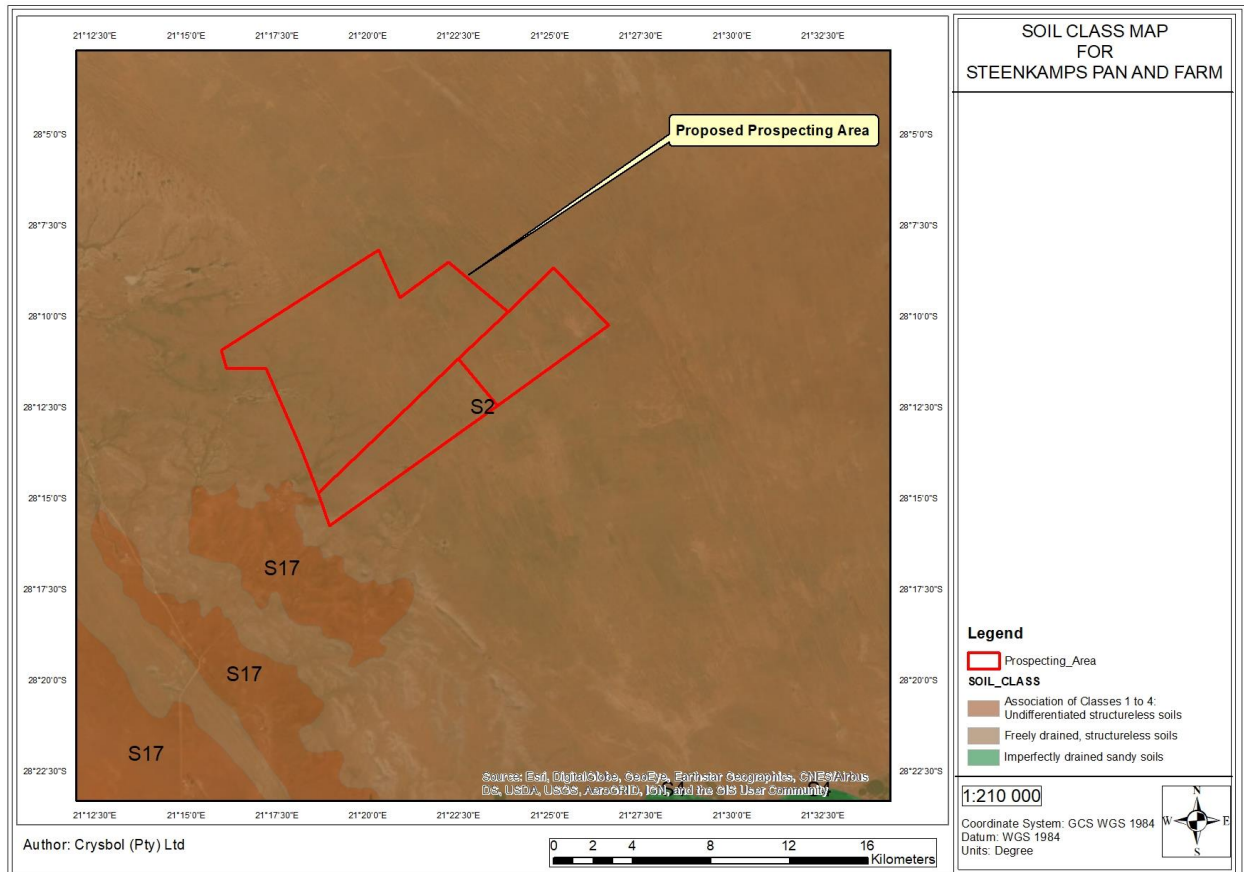 SOIL CLASS MAP
FOR
STEENKAMPS PAN AND FARM
21°12'30"E 21°15'0"E 21°17'30"E 21°20'0"E 21°22'30"E 21°25'0"E 21°27'30"E 21°30'0"E 21°32'30"E
Proposed Prospecting Area
28°5'0"S 28°5'0"S
28°7'30"S 28°7'30"S
28°10'0"S 28°10'0"S
28°12'30"S S2 28°12'30"S
28°15'0"S 28°15'0"S
S17
28°17'30"S 28°17'30"S
S17
28°20'0"S 28°20'0"S
S17
28°22'30"S 28°22'30"S
Source: Esri, DigitalGlobe, GeoEye, Earthstar Geographics, CNES/Airbus
DS, USDA, USGS, AeroGRID, IGN, and the GIS User Community
21°12'30"E 21°15'0"E 21°17'30"E 21°20'0"E 21°22'30"E 21°25'0"E 21°27'30"E 21°30'0"E 21°32'30"E
Author: Crysbol (Pty) Ltd
0 2 4 8 12 16
Kilometers
Legend
Prospecting_Area
SOIL_CLASS
Association of Classes 1 to 4:
Undifferentiated structureless soils
Freely drained, structureless soils
Imperfectly drained sandy soils
1:210 000
Coordinate System: GCS WGS 1984
Datum: WGS 1984
Units: Degree
N
W E
S